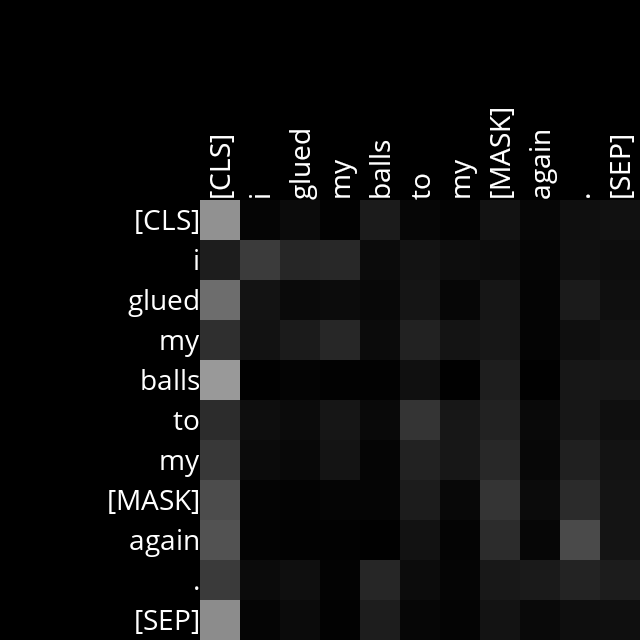 [CLS] i glued my balls to my [MASK] again . [SEP]
[CLS]
i
glued
my
balls
to
my
[MASK]
again
.
[SEP]